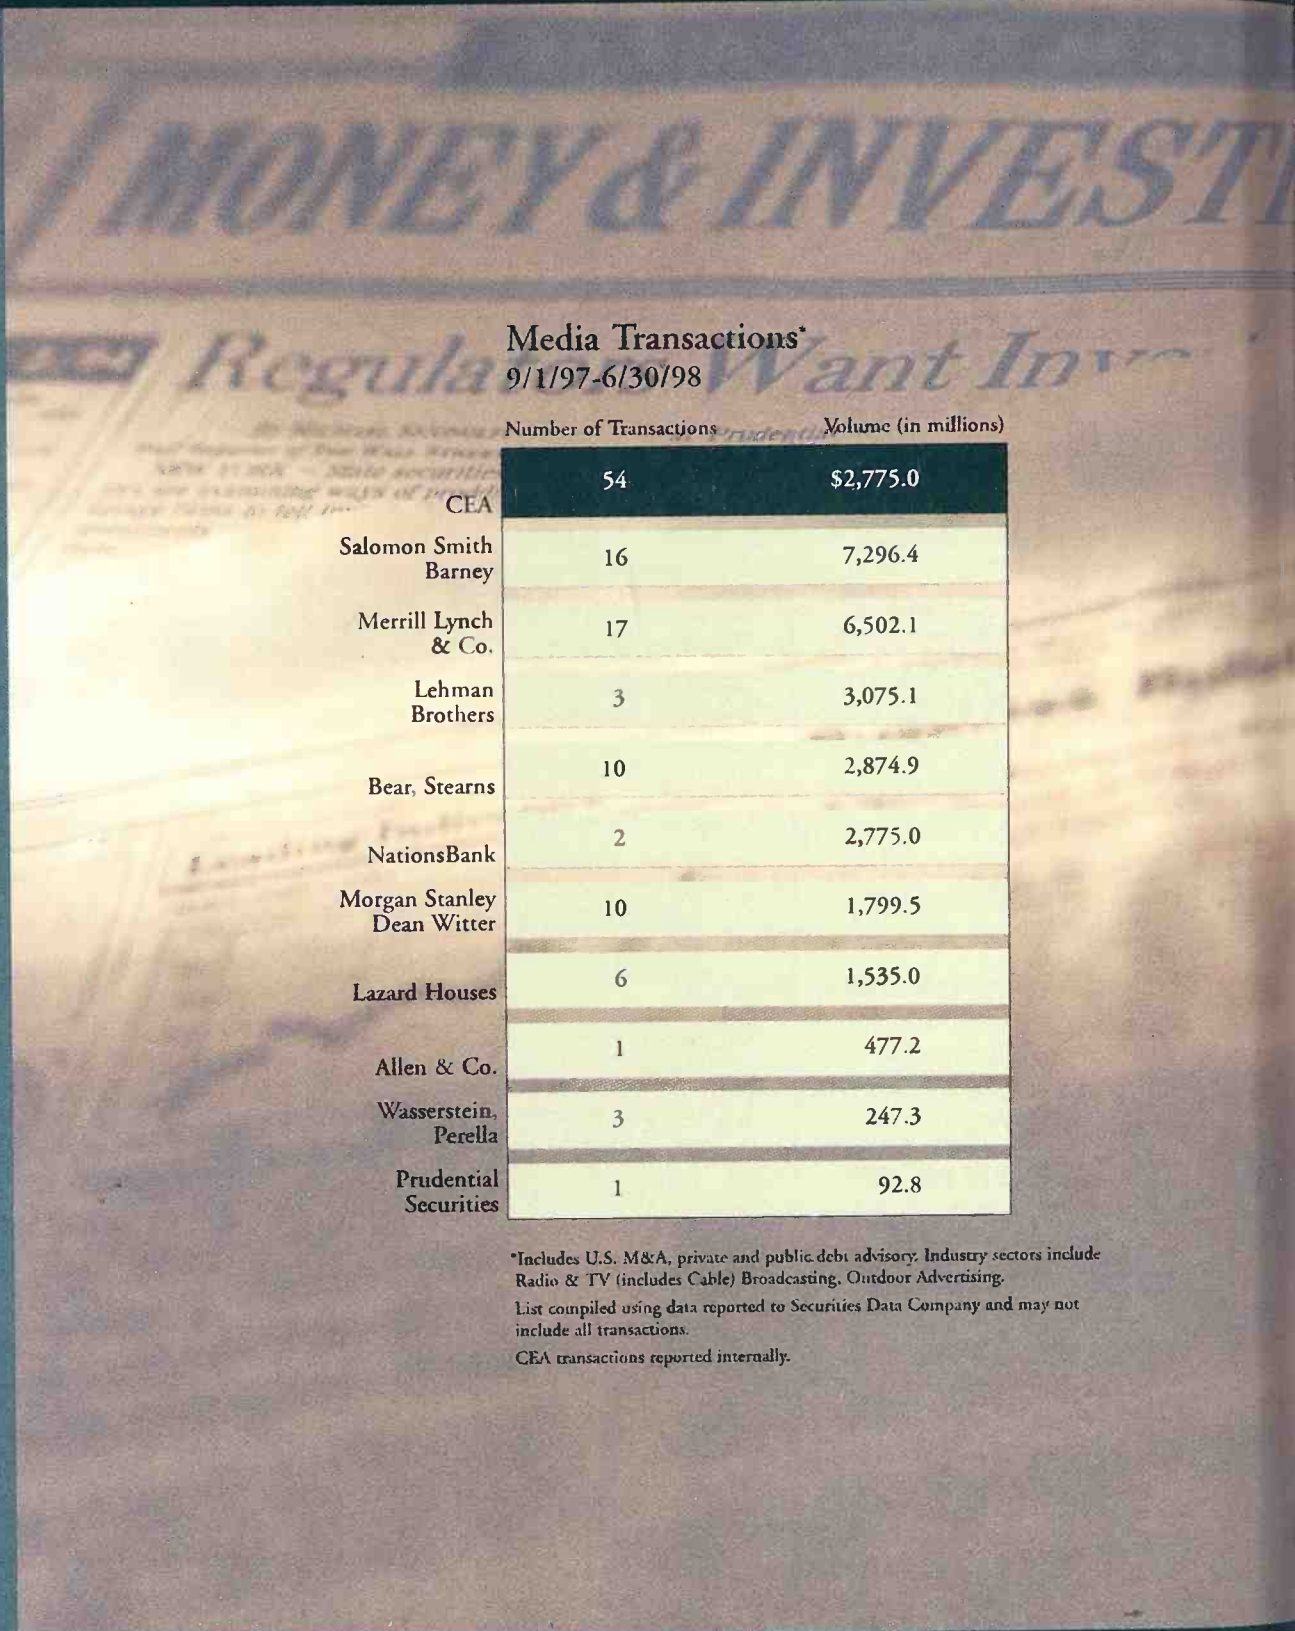 MONEY & INVESTI
Regula Want Inv
Media Transactions*
9/1/97-6/30/98
Number of Transactions Volume (in millions)
CEA 54 $2,775.0
Salomon Smith
Barney 16 7,296.4
Merrill Lynch
& Co. 17 6,502.1
Lehman
Brothers 3 3,075.1
Bear, Stearns 10 2,874.9
NationsBank 2 2,775.0
Morgan Stanley
Dean Witter 10 1,799.5
Lazard Houses 6 1,535.0
Allen & Co. 1 477.2
Wasserstein,
Perella 3 247.3
Prudential
Securities 1 92.8
*Includes U.S. M&A, private and public debt advisory. Industry sectors include
Radio & TV (includes Cable) Broadcasting, Outdoor Advertising.
List compiled using data reported to Securities Data Company and may not
include all transactions.
CEA transactions reported internally.